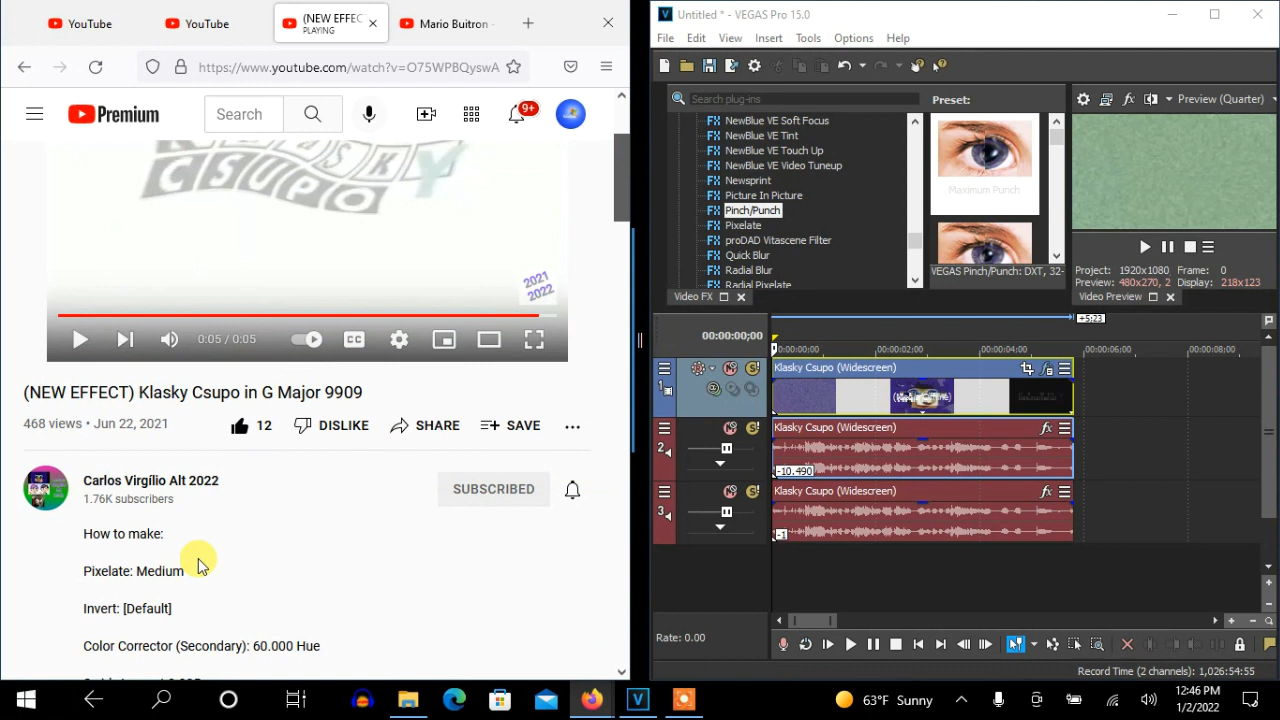 YouTube
YouTube
(NEW EFFEC
PLAYING
Mario Buitron -
Untitled * - VEGAS Pro 15.0
https://www.youtube.com/watch?v=O75WPBQyswA
File Edit View Insert Tools Options Help
Premium
Search
9+
Search plug-ins
Preset:
Preview (Quarter)
NewBlue VE Soft Focus
NewBlue VE Tint
NewBlue VE Touch Up
NewBlue VE Video Tuneup
Newsprint
Picture In Picture
Pinch/Punch
Pixelate
proDAD Vitascene Filter
Quick Blur
Radial Blur
Radial Pixelate
Maximum Punch
VEGAS Pinch/Punch: DXT, 32-
Project: 1920x1080 Frame: 0
Preview: 480x270, 2 Display: 218x123
Video FX
Video Preview
CSUPO
2021
2022
0:05 / 0:05
CC
(NEW EFFECT) Klasky Csupo in G Major 9909
468 views • Jun 22, 2021
12 DISLIKE SHARE SAVE
Carlos Virgílio Alt 2022
1.76K subscribers
SUBSCRIBED
How to make:
Pixelate: Medium
Invert: [Default]
Color Corrector (Secondary): 60.000 Hue
+5:23
00:00:00;00
0:00:00;00 00:00:02;00 00:00:04;00 00:00:06;00 00:00:08;00
1
Klasky Csupo (Widescreen)
2
Klasky Csupo (Widescreen)
-10.490
3
Klasky Csupo (Widescreen)
-1
Rate: 0.00
Record Time (2 channels): 1,026:54:55
63°F Sunny
12:46 PM
1/2/2022